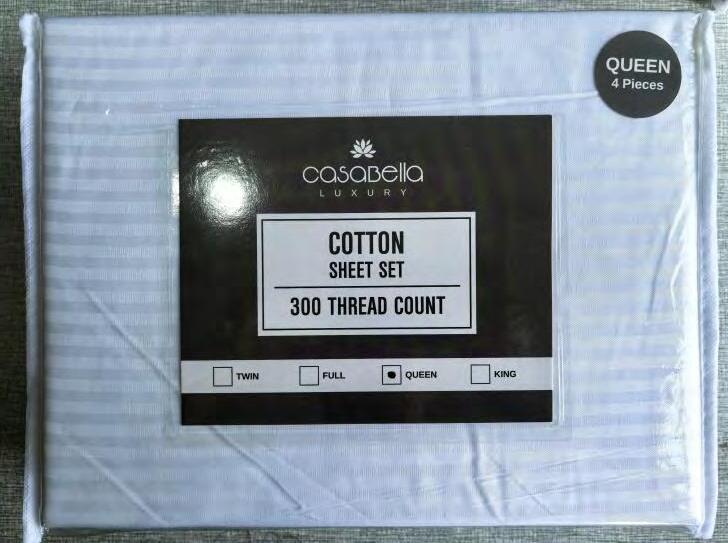 QUEEN
4 Pieces
casaBella
LUXURY
COTTON
SHEET SET
300 THREAD COUNT
TWIN FULL QUEEN KING